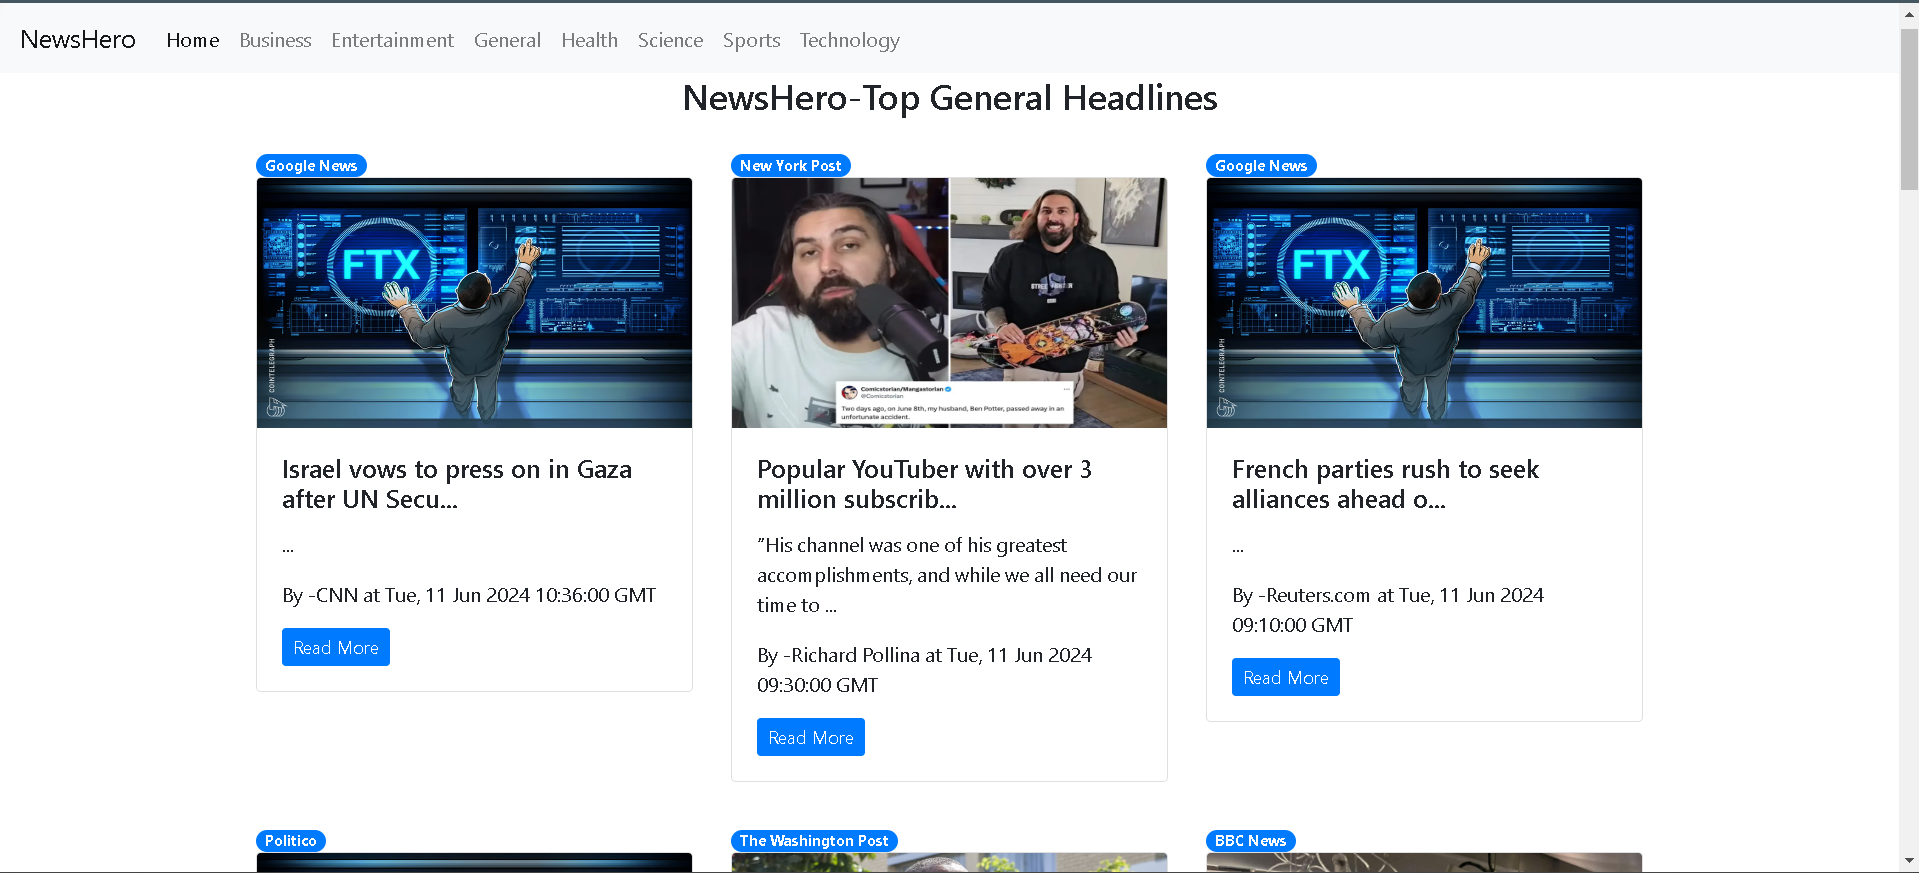 NewsHero Home Business Entertainment General Health Science Sports Technology
NewsHero-Top General Headlines
Google News
FTX
COINTELEGRAPH
Israel vows to press on in Gaza
after UN Secu...
...
By -CNN at Tue, 11 Jun 2024 10:36:00 GMT
Read More
New York Post
STREET FIGHTER
Comicstorian/Mangastorian
@Comicstorian
Two days ago, on June 8th, my husband, Ben Potter, passed away in an
unfortunate accident.
Popular YouTuber with over 3
million subscrib...
"His channel was one of his greatest
accomplishments, and while we all need our
time to ...
By -Richard Pollina at Tue, 11 Jun 2024
09:30:00 GMT
Read More
Google News
FTX
COINTELEGRAPH
French parties rush to seek
alliances ahead o...
...
By -Reuters.com at Tue, 11 Jun 2024
09:10:00 GMT
Read More
Politico
The Washington Post
BBC News